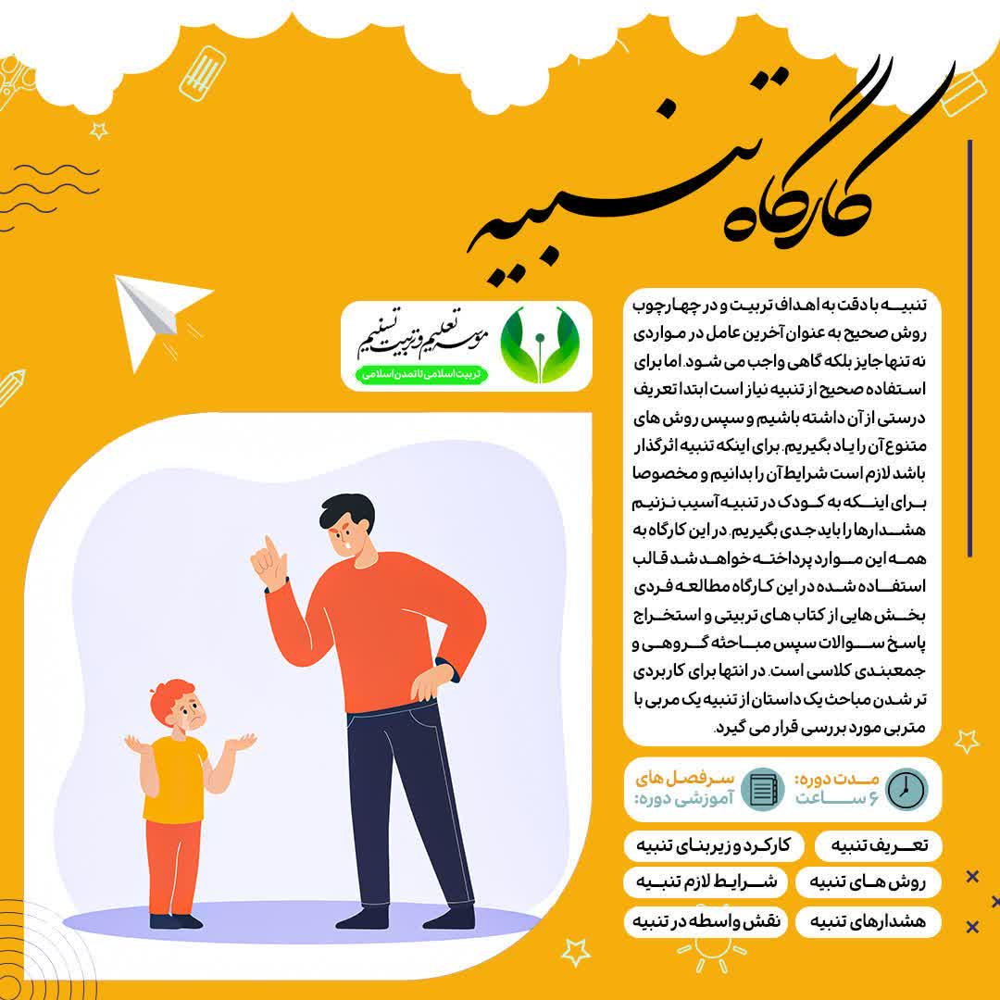 کارگاه تنبیه
موسسه تعلیم و تربیت تسنیم
تربیت اسلامی تا تمدن اسلامی
تنبیه با دقت به اهداف تربیت و در چهارچوب
روش صحیح به عنوان آخرین عامل در مواردی
نه تنها جایز بلکه گاهی واجب می شود. اما برای
استفاده صحیح از تنبیه نیاز است ابتدا تعریف
درستی از آن داشته باشیم و سپس روش های
متنوع آن را یاد بگیریم. برای اینکه تنبیه اثرگذار
باشد لازم است شرایط آن را بدانیم و مخصوصا
برای اینکه به کودک در تنبیه آسیب نزنیم
هشدارها را باید جدی بگیریم. در این کارگاه به
همه این موارد پرداخته خواهد شد قالب
استفاده شده در این کارگاه مطالعه فردی
بخش هایی از کتاب های تربیتی و استخراج
پاسخ سوالات سپس مباحثه گروهی و
جمعبندی کلاسی است. در انتها برای کاربردی
تر شدن مباحث یک داستان از تنبیه یک مربی با
متربی مورد بررسی قرار می گیرد.
مدت دوره:
۶ ساعت
سرفصل های
آموزشی دوره:
تعریف تنبیه
کارکرد و زیربنای تنبیه
روش های تنبیه
شرایط لازم تنبیه
هشدارهای تنبیه
نقش واسطه در تنبیه